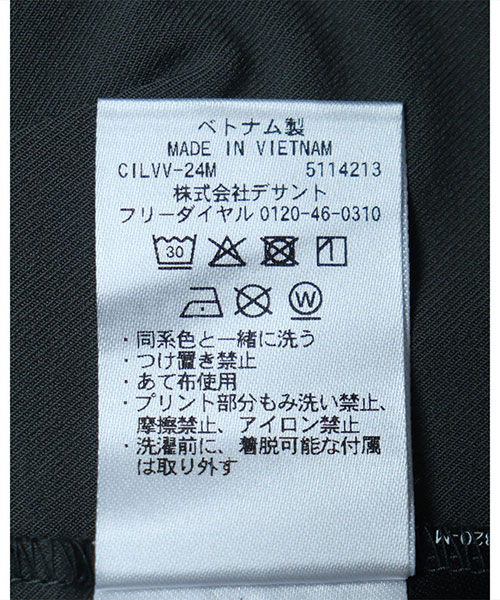 ベトナム製
MADE IN VIETNAM
CILVV-24M 5114213
株式会社デサント
フリーダイヤル 0120-46-0310
30
W
・同系色と一緒に洗う
・つけ置き禁止
・あて布使用
・プリント部分もみ洗い禁止、
摩擦禁止、アイロン禁止
・洗濯前に、着脱可能な付属
は取り外す